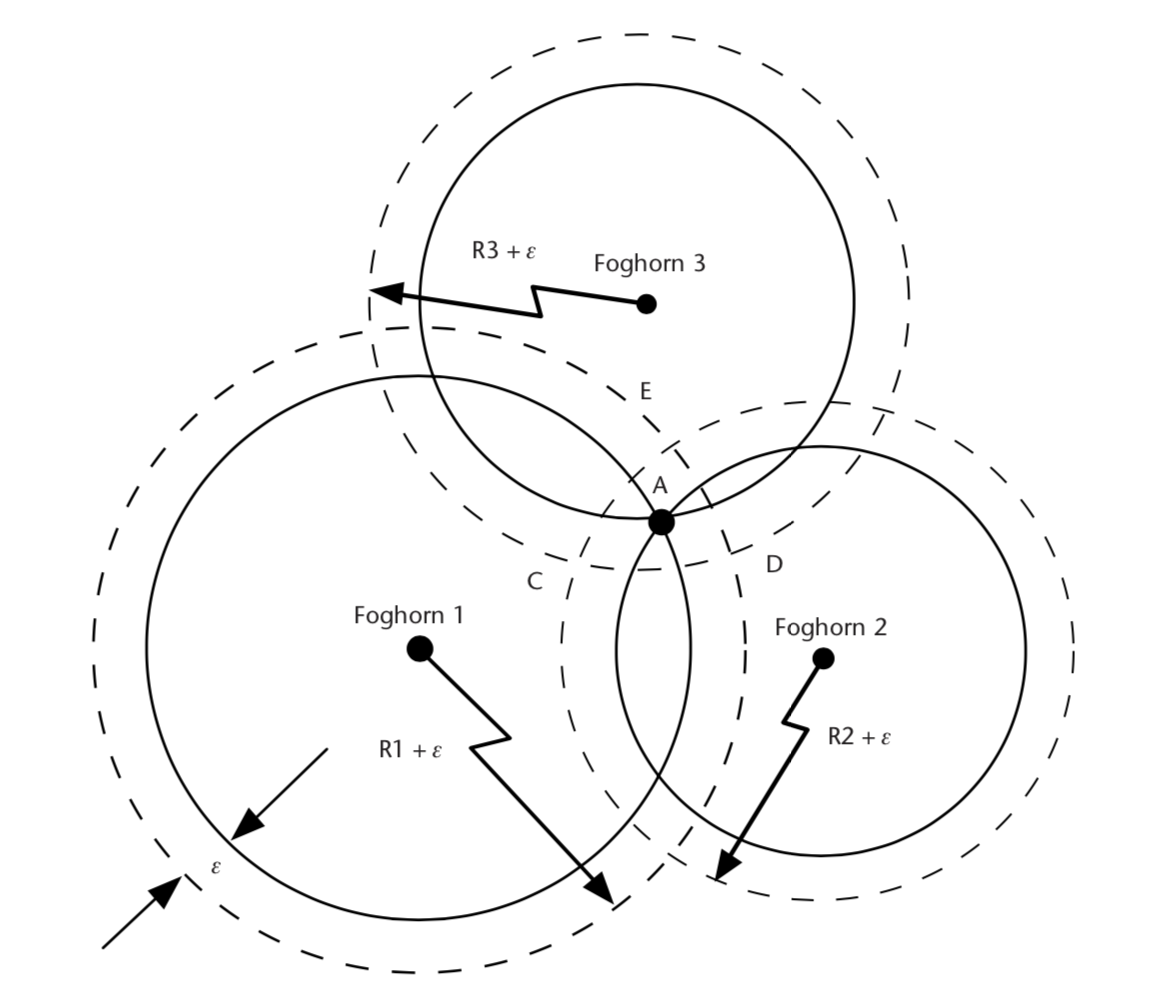 R3 + ε
Foghorn 3
E
A
C
D
Foghorn 1
Foghorn 2
R1 + ε
R2 + ε
ε